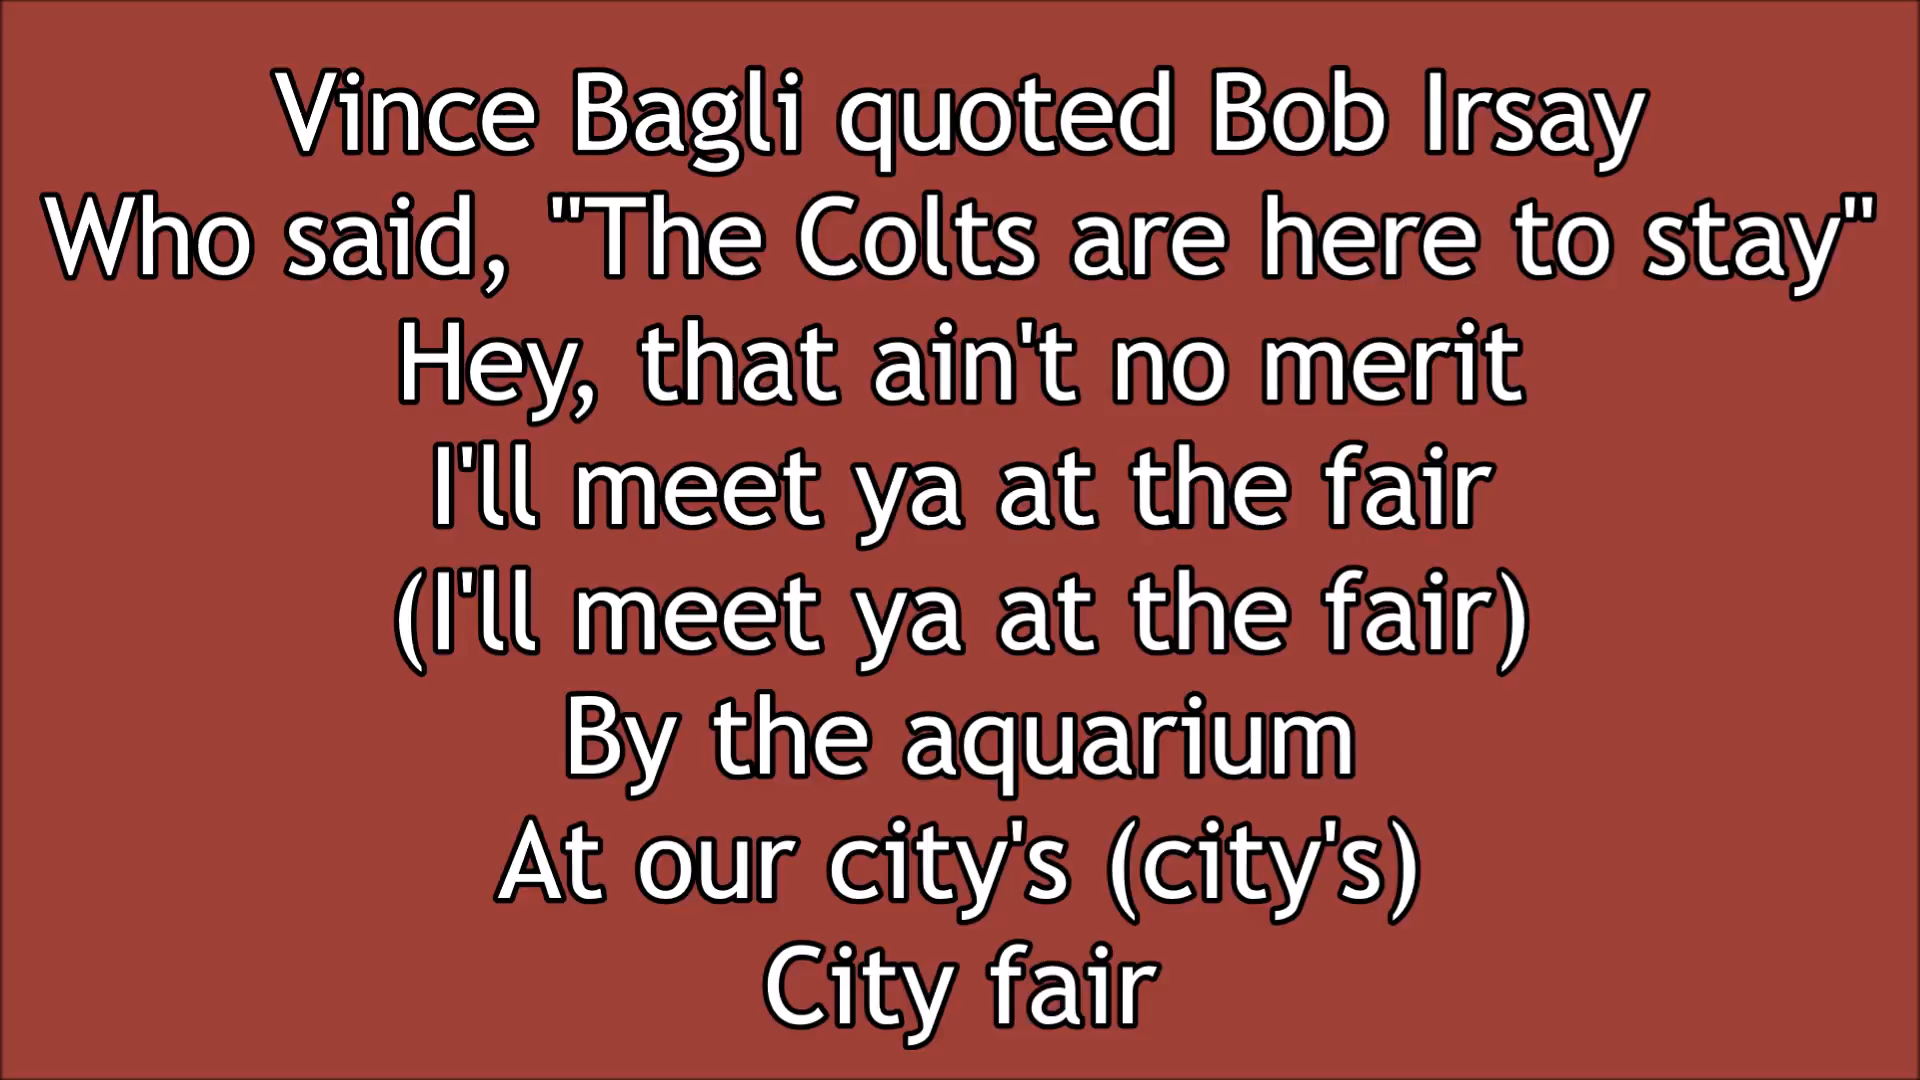 Vince Bagli quoted Bob Irsay
Who said, "The Colts are here to stay"
Hey, that ain't no merit
I'll meet ya at the fair
(I'll meet ya at the fair)
By the aquarium
At our city's (city's)
City fair